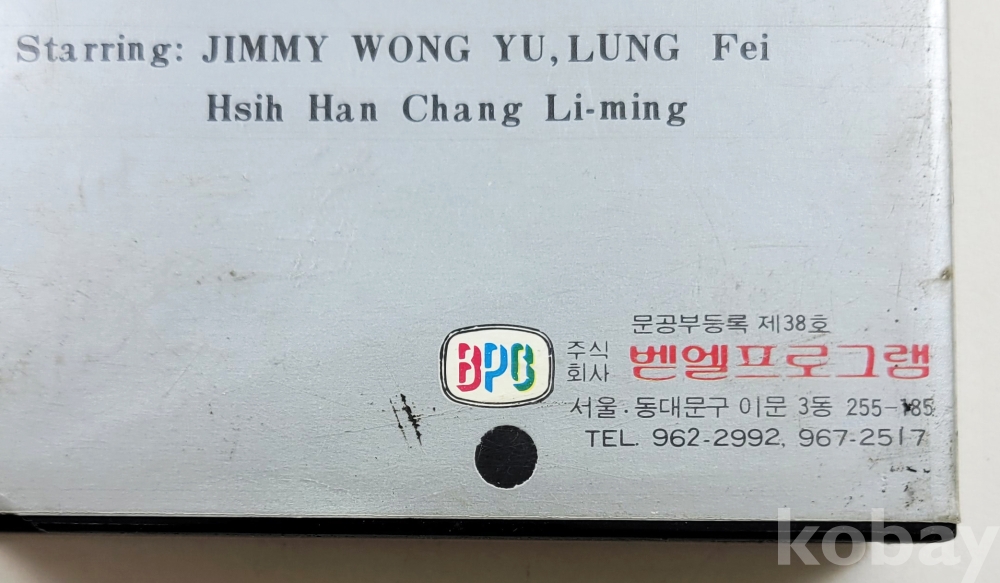 Starring: JIMMY WONG YU, LUNG Fei
Hsih Han Chang Li-ming
문공부등록 제38호
BPB 주식회사 벧엘프로그램
서울·동대문구 이문 3동 255-185
TEL. 962-2992, 967-2517
kobay